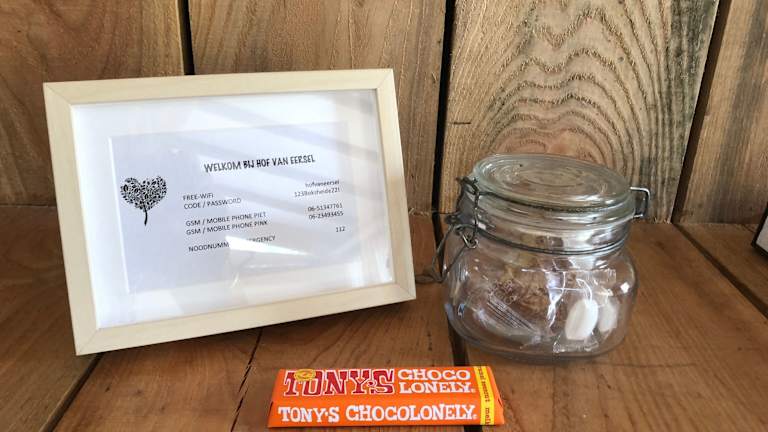 WELKOM BIJ HOF VAN EERSEL
FREE-WIFI hofvaneersel
CODE / PASSWORD
GSM / MOBILE PHONE PIET 06-51347761
GSM / MOBILE PHONE PINK 06-23493455
112
TONY'S CHOCO
LONELY.
TONY'S CHOCOLONELY.